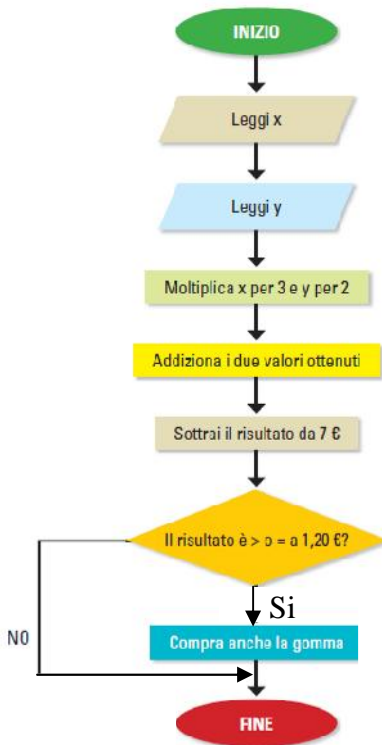 INIZIO
Leggi x
Leggi y
Moltiplica x per 3 e y per 2
Addiziona i due valori ottenuti
Sottrai il risultato da 7 €
Il risultato è > o = a 1,20 €?
Si
NO
Compra anche la gomma
FINE